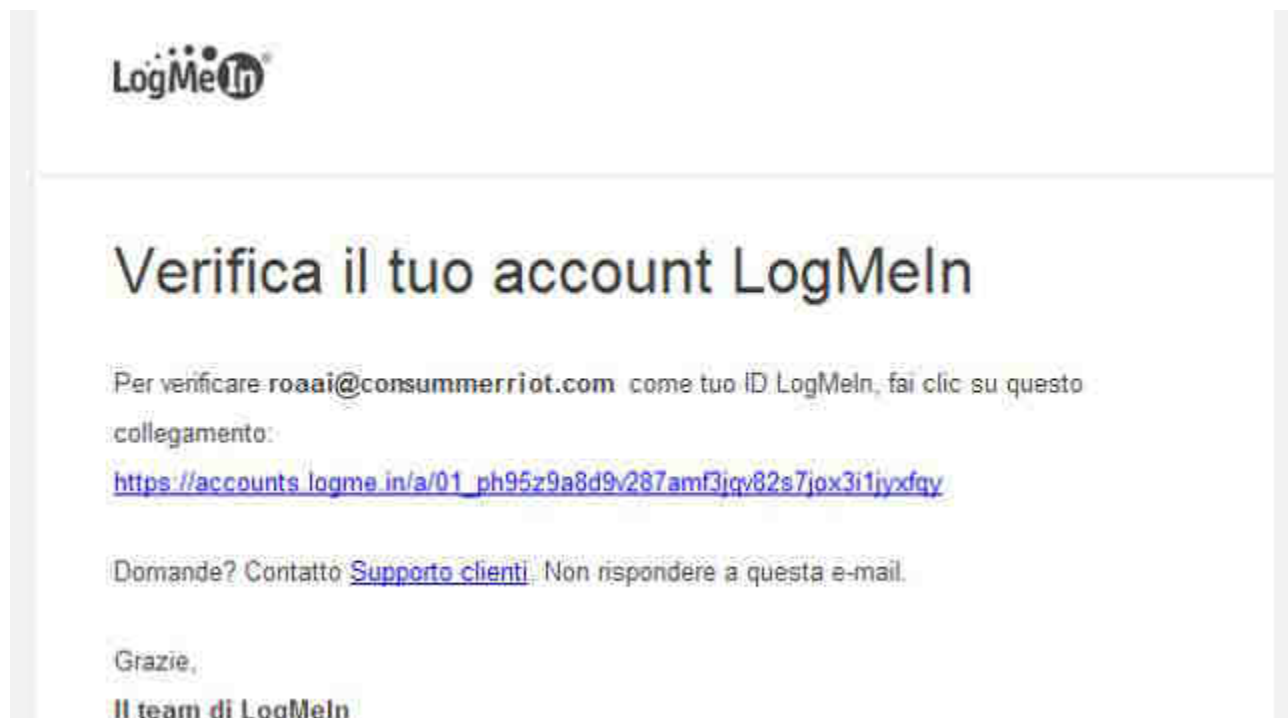 LogMeIn®
Verifica il tuo account LogMeIn
Per verificare roaai@consummerriot.com come tuo ID LogMeIn, fai clic su questo
collegamento:
https://accounts.logme.in/a/01_ph95z9a8d9v287amf3jqv82s7jox3i1jyxfqy
Domande? Contatto Supporto clienti. Non rispondere a questa e-mail.
Grazie,
Il team di LogMeIn